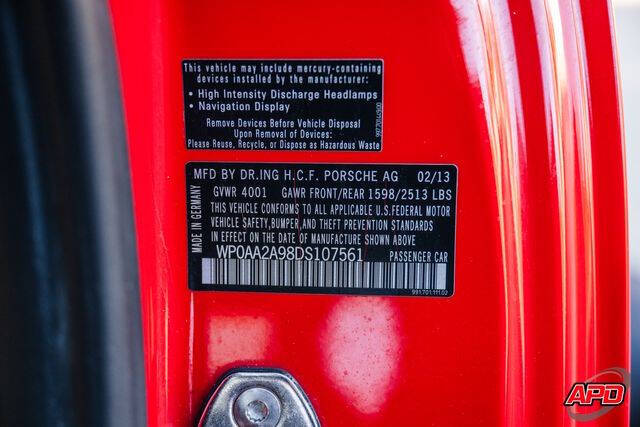 This vehicle may include mercury-containing
devices installed by the manufacturer:
• High Intensity Discharge Headlamps
• Navigation Display
Remove Devices Before Vehicle Disposal
Upon Removal of Devices:
Please Reuse, Recycle, or Dispose as Hazardous Waste
MFD BY DR.ING H.C.F. PORSCHE AG 02/13
GVWR 4001 GAWR FRONT/REAR 1598/2513 LBS
THIS VEHICLE CONFORMS TO ALL APPLICABLE U.S.FEDERAL MOTOR
VEHICLE SAFETY,BUMPER,AND THEFT PREVENTION STANDARDS
IN EFFECT ON THE DATE OF MANUFACTURE SHOWN ABOVE
MADE IN GERMANY
WP0AA2A98DS107561 PASSENGER CAR
991.701.111.02
APD